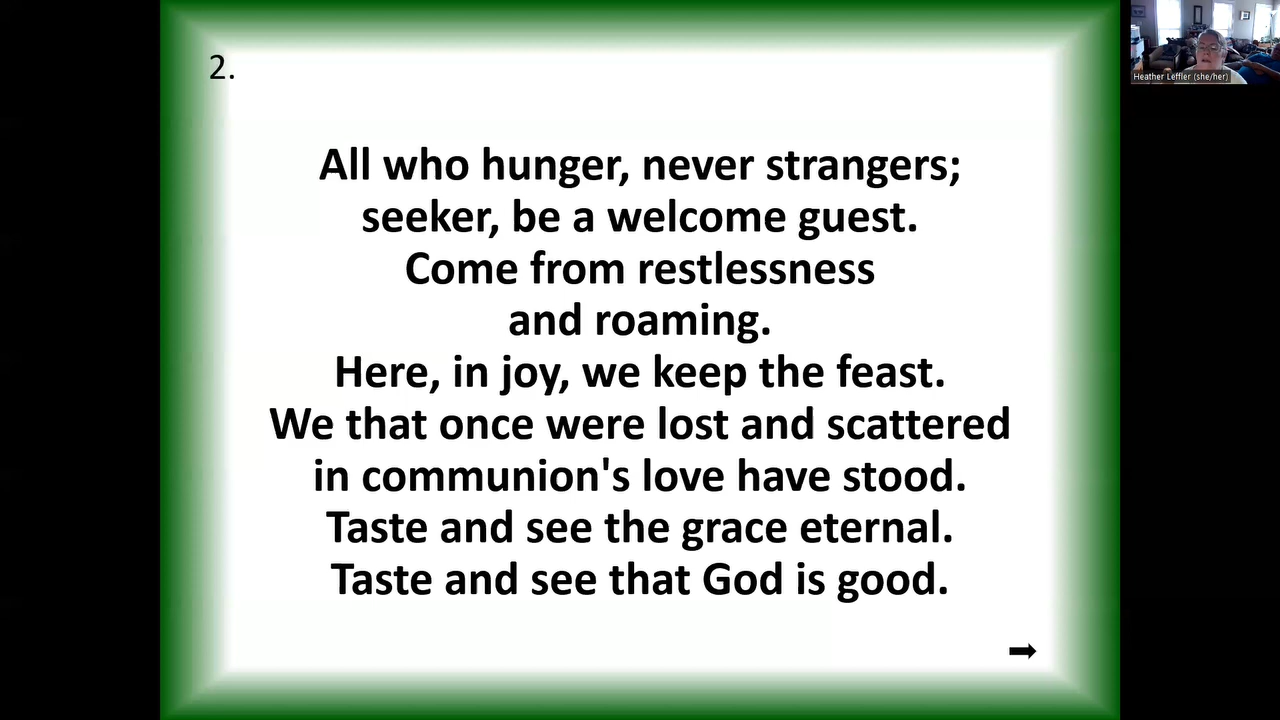 2.
All who hunger, never strangers;
seeker, be a welcome guest.
Come from restlessness
and roaming.
Here, in joy, we keep the feast.
We that once were lost and scattered
in communion's love have stood.
Taste and see the grace eternal.
Taste and see that God is good.
Heather Leffler (she/her)